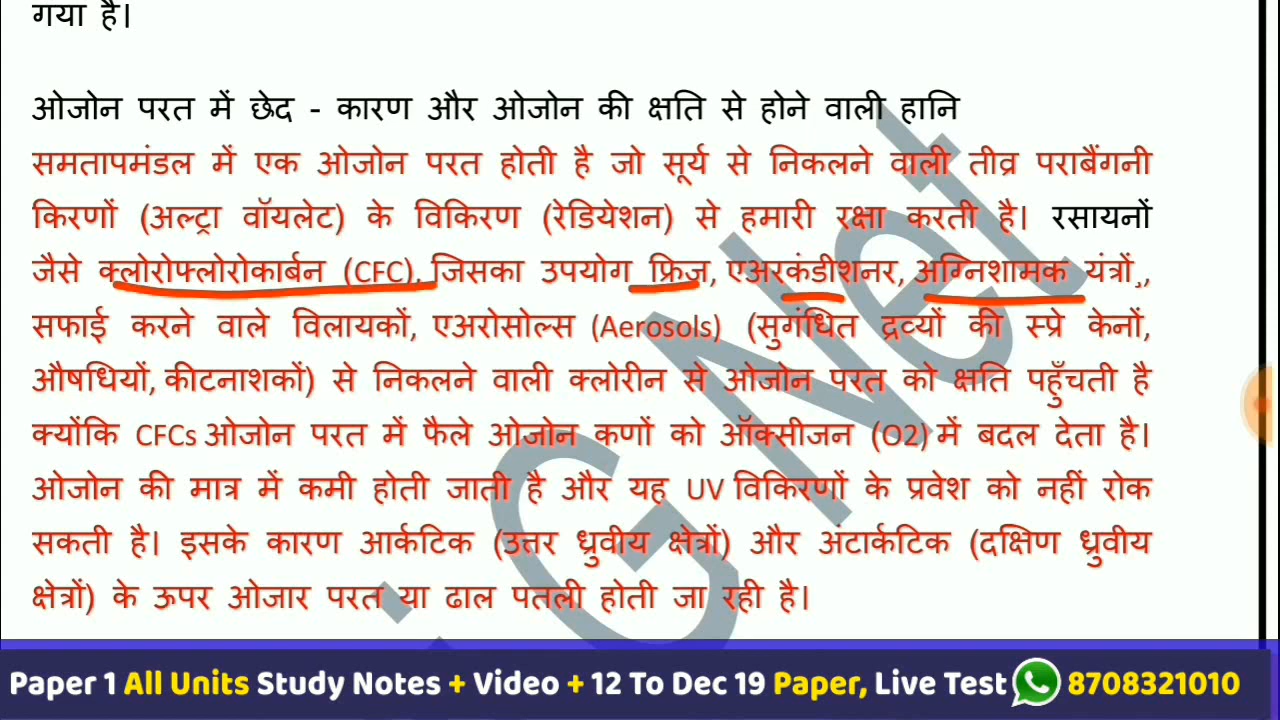 गया है।
ओजोन परत में छेद - कारण और ओजोन की क्षति से होने वाली हानि
समतापमंडल में एक ओजोन परत होती है जो सूर्य से निकलने वाली तीव्र पराबैंगनी
किरणों (अल्ट्रा वॉयलेट) के विकिरण (रेडियेशन) से हमारी रक्षा करती है। रसायनों
जैसे क्लोरोफ्लोरोकार्बन (CFC), जिसका उपयोग फ्रिज, एअरकंडीशनर, अग्निशामक यंत्रों,,
सफाई करने वाले विलायकों, एअरोसोल्स (Aerosols) (सुगंधित द्रव्यों की स्प्रे केनों,
औषधियों, कीटनाशकों) से निकलने वाली क्लोरीन से ओजोन परत को क्षति पहुँचती है
क्योंकि CFCs ओजोन परत में फैले ओजोन कणों को ऑक्सीजन (O2) में बदल देता है।
ओजोन की मात्र में कमी होती जाती है और यह UV विकिरणों के प्रवेश को नहीं रोक
सकती है। इसके कारण आर्कटिक (उत्तर ध्रुवीय क्षेत्रों) और अंटार्कटिक (दक्षिण ध्रुवीय
क्षेत्रों) के ऊपर ओजार परत या ढाल पतली होती जा रही है।
G Net
Paper 1 All Units Study Notes + Video + 12 To Dec 19 Paper, Live Test 8708321010